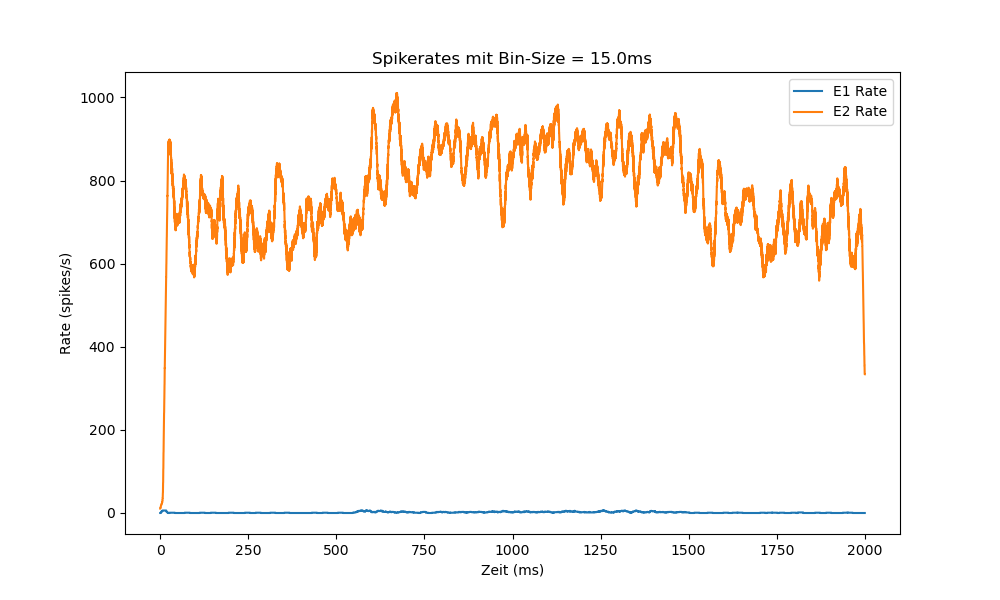 Spikerates mit Bin-Size = 15.0ms
E1 Rate
E2 Rate
Rate (spikes/s)
1000
800
600
400
200
0
0 250 500 750 1000 1250 1500 1750 2000
Zeit (ms)